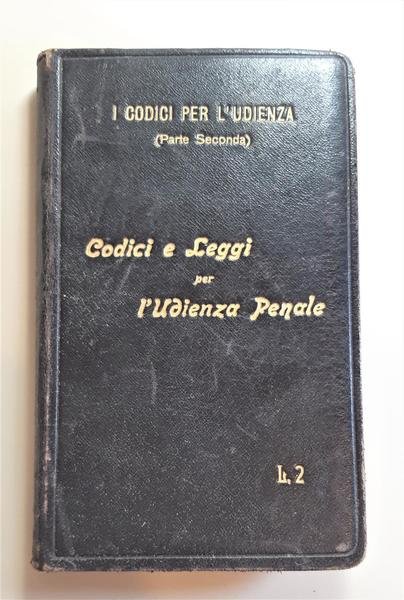 I CODICI PER L'UDIENZA
(Parte Seconda)
Codici e Leggi
per
l'Udienza Penale
L. 2